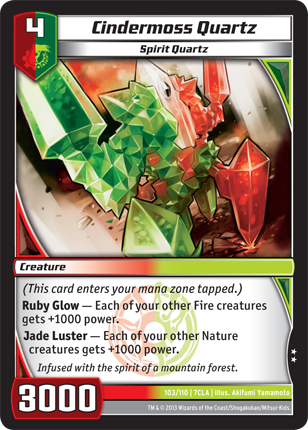 4
Cindermoss Quartz
Spirit Quartz
Creature
(This card enters your mana zone tapped.)
Ruby Glow — Each of your other Fire creatures
gets +1000 power.
Jade Luster — Each of your other Nature
creatures gets +1000 power.
Infused with the spirit of a mountain forest.
3000
103/110 | 7CLA | Illus. Akifumi Yamamoto
TM & © 2013 Wizards of the Coast/Shogakukan/Mitsui-Kids.